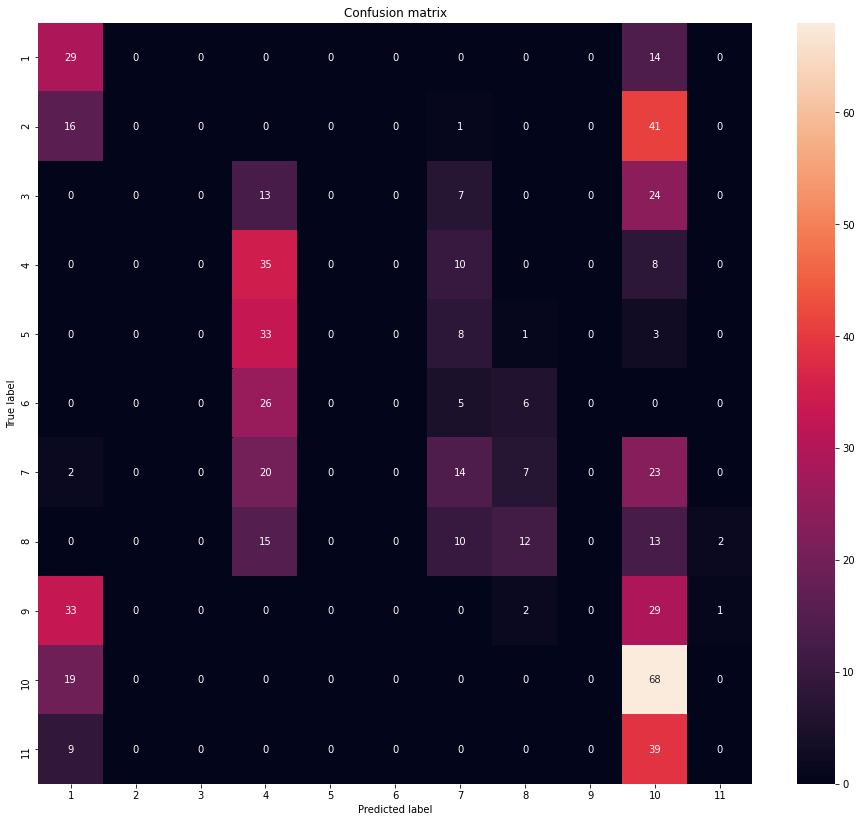 Confusion matrix
1 29 0 0 0 0 0 0 0 0 14 0
2 16 0 0 0 0 0 1 0 0 41 0
3 0 0 0 13 0 0 7 0 0 24 0
4 0 0 0 35 0 0 10 0 0 8 0
5 0 0 0 33 0 0 8 1 0 3 0
6 0 0 0 26 0 0 5 6 0 0 0
7 2 0 0 20 0 0 14 7 0 23 0
8 0 0 0 15 0 0 10 12 0 13 2
9 33 0 0 0 0 0 0 2 0 29 1
10 19 0 0 0 0 0 0 0 0 68 0
11 9 0 0 0 0 0 0 0 0 39 0
True label
1 2 3 4 5 6 7 8 9 10 11
Predicted label
60
50
40
30
20
10
0